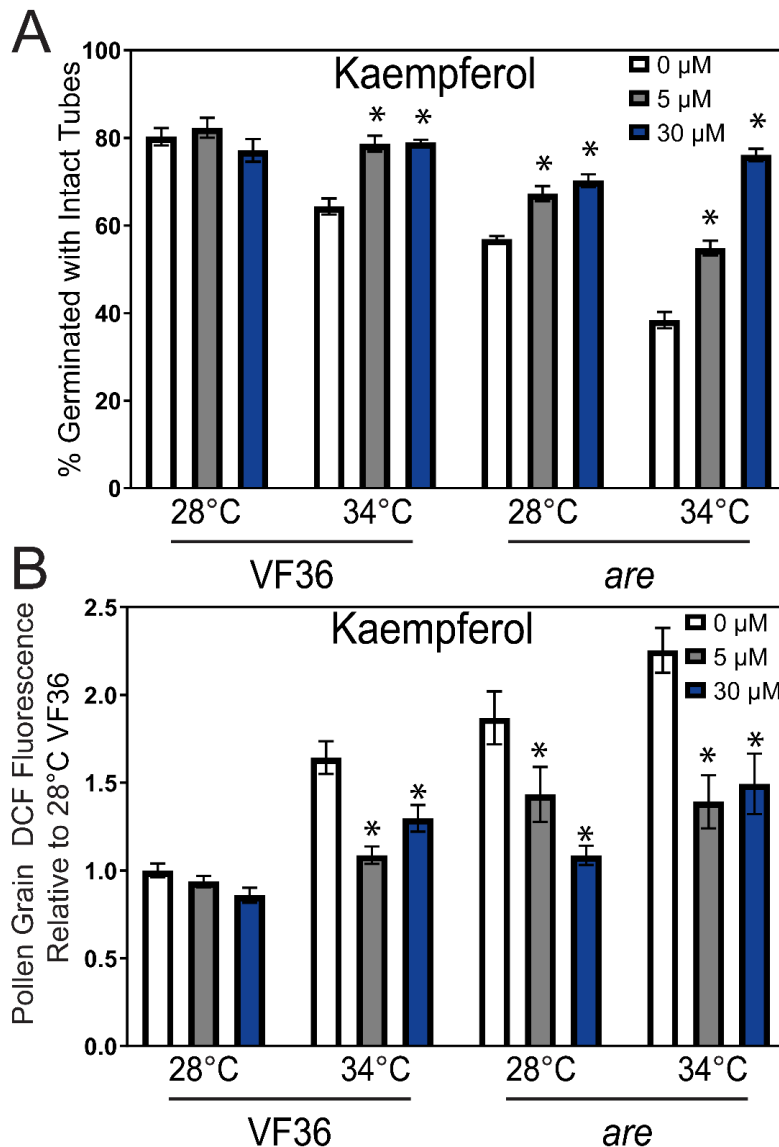 A
Kaempferol
0 µM
5 µM
30 µM
% Germinated with Intact Tubes
100
80
60
40
20
0
* * * * * *
28°C 34°C 28°C 34°C
VF36 are
B
Kaempferol
0 µM
5 µM
30 µM
Pollen Grain DCF Fluorescence
Relative to 28°C VF36
2.5
2.0
1.5
1.0
0.5
0.0
* * * * * *
28°C 34°C 28°C 34°C
VF36 are